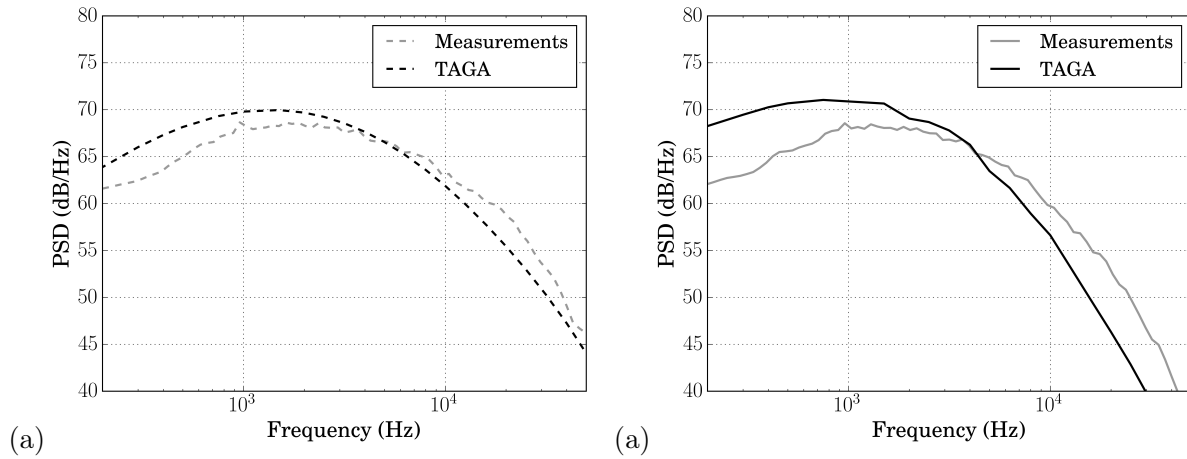 80
75
70
65
60
55
50
45
40
PSD (dB/Hz)
Measurements
TAGA
10³
10⁴
Frequency (Hz)
(a)
80
75
70
65
60
55
50
45
40
PSD (dB/Hz)
Measurements
TAGA
10³
10⁴
Frequency (Hz)
(a)